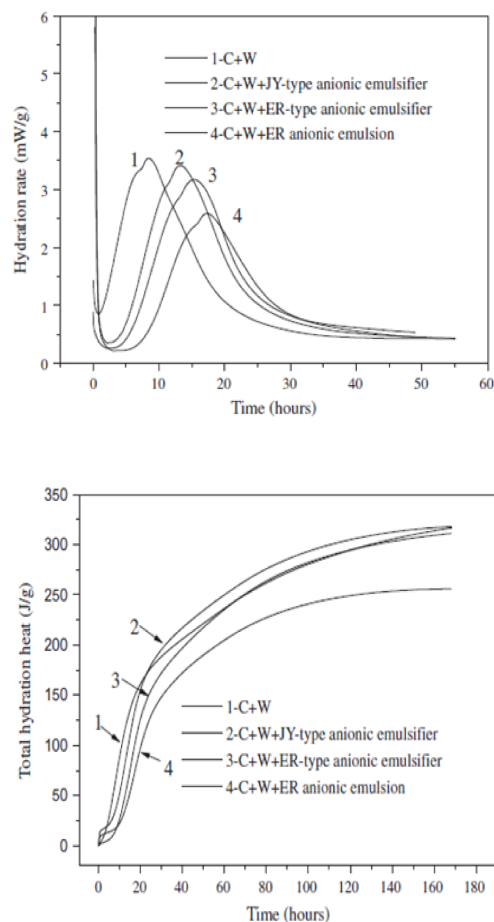 6
5
4
3
2
1
0
Hydration rate (mW/g)
1-C+W
2-C+W+JY-type anionic emulsifier
3-C+W+ER-type anionic emulsifier
4-C+W+ER anionic emulsion
1
2
3
4
0 10 20 30 40 50 60
Time (hours)
350
300
250
200
150
100
50
0
Total hydration heat (J/g)
2
3
1
4
1-C+W
2-C+W+JY-type anionic emulsifier
3-C+W+ER-type anionic emulsifier
4-C+W+ER anionic emulsion
0 20 40 60 80 100 120 140 160 180
Time (hours)